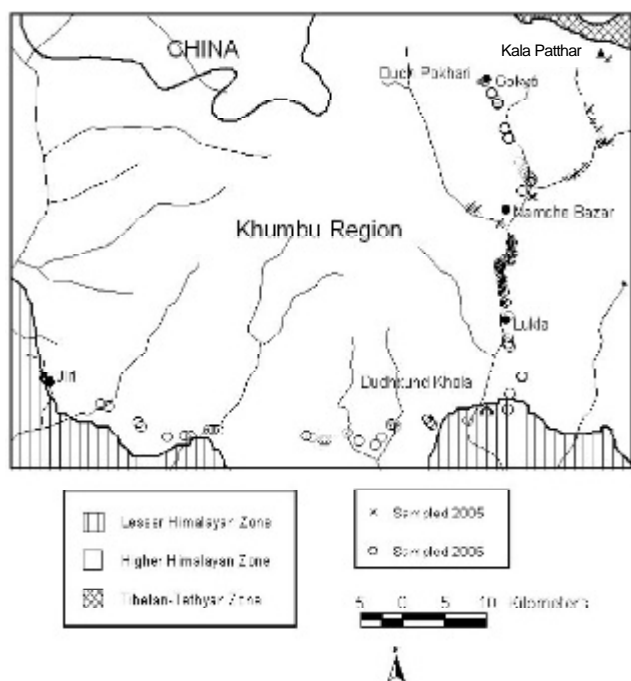 CHINA
Kala Patthar
Duck Pokhari
Gokyo
Namche Bazar
Khumbu Region
Lukla
Jiri
Dudhkund Khola
Lesser Himalayan Zone
Higher Himalayan Zone
Tibetan-Tethyan Zone
Sampled 2005
Sampled 2006
5 0 5 10 Kilometers